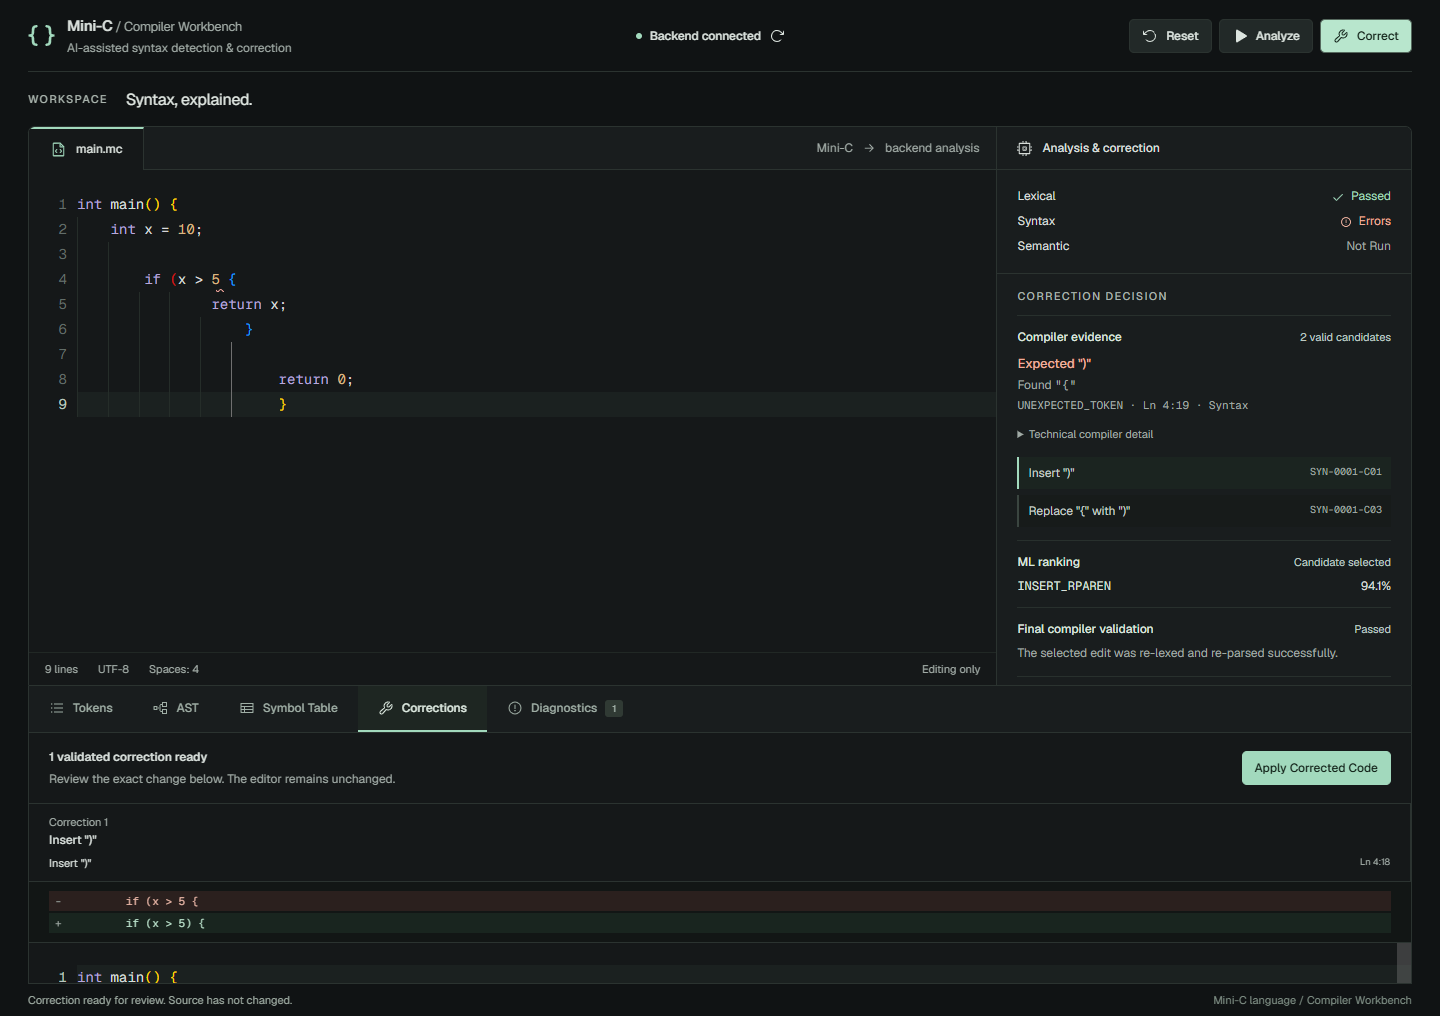 { } Mini-C / Compiler Workbench
AI-assisted syntax detection & correction
Backend connected
Reset
Analyze
Correct
WORKSPACE Syntax, explained.
main.mc
Mini-C → backend analysis
1 int main() {
2 int x = 10;
3
4 if (x > 5 {
5 return x;
6 }
7
8 return 0;
9 }
9 lines UTF-8 Spaces: 4 Editing only
Analysis & correction
Lexical Passed
Syntax Errors
Semantic Not Run
CORRECTION DECISION
Compiler evidence 2 valid candidates
Expected ")"
Found "{"
UNEXPECTED_TOKEN · Ln 4:19 · Syntax
Technical compiler detail
Insert ")" SYN-0001-C01
Replace "{" with ")" SYN-0001-C03
ML ranking Candidate selected
INSERT_RPAREN 94.1%
Final compiler validation Passed
The selected edit was re-lexed and re-parsed successfully.
Tokens AST Symbol Table Corrections Diagnostics 1
1 validated correction ready
Review the exact change below. The editor remains unchanged.
Apply Corrected Code
Correction 1
Insert ")"
Insert ")" Ln 4:18
- if (x > 5 {
+ if (x > 5) {
1 int main() {
Correction ready for review. Source has not changed. Mini-C language / Compiler Workbench